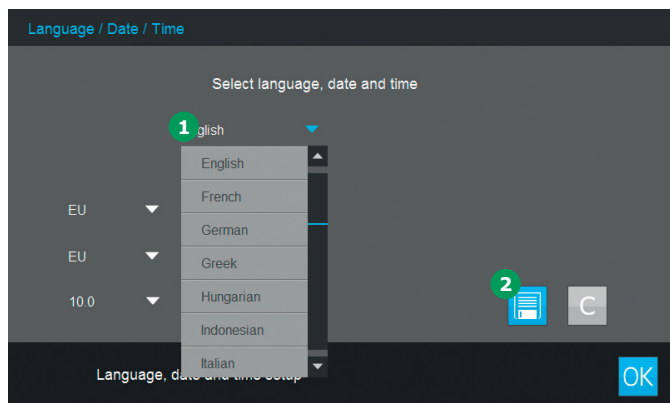 Language / Date / Time
Select language, date and time
1 glish
English
French
EU
German
EU
Greek
2
10.0
Hungarian
C
Indonesian
Italian
Language, date and time setup
OK